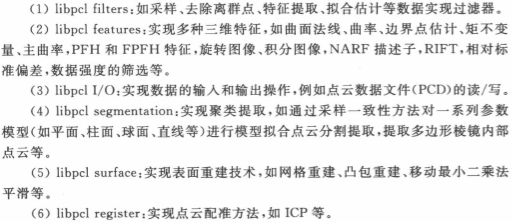 (1) libpcl filters:如采样、去除离群点、特征提取、拟合估计等数据实现过滤器。
(2) libpcl features:实现多种三维特征,如曲面法线、曲率、边界点估计、矩不变
量、主曲率,PFH 和 FPFH 特征,旋转图像、积分图像,NARF 描述子,RIFT,相对标
准偏差,数据强度的筛选等。
(3) libpcl I/O:实现数据的输入和输出操作,例如点云数据文件(PCD)的读/写。
(4) libpcl segmentation:实现聚类提取,如通过采样一致性方法对一系列参数
模型(如平面、柱面、球面、直线等)进行模型拟合点云分割提取,提取多边形棱镜内部
点云等。
(5) libpcl surface:实现表面重建技术,如网格重建、凸包重建、移动最小二乘法
平滑等。
(6) libpcl register:实现点云配准方法,如 ICP 等。